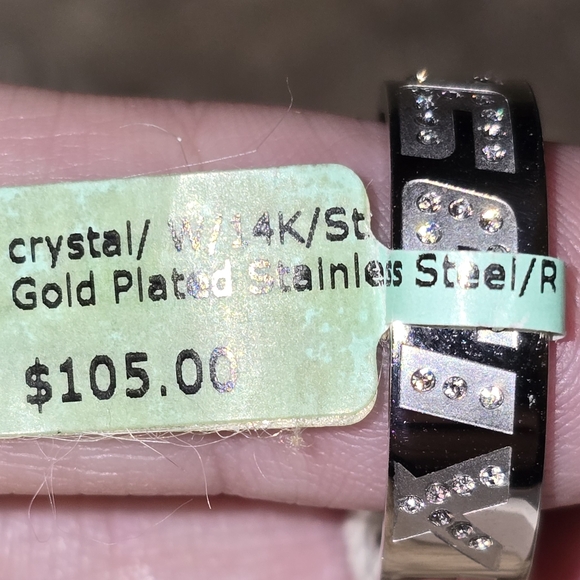 crystal/ W/14K/St
Gold Plated Stainless Steel/R
$105.00